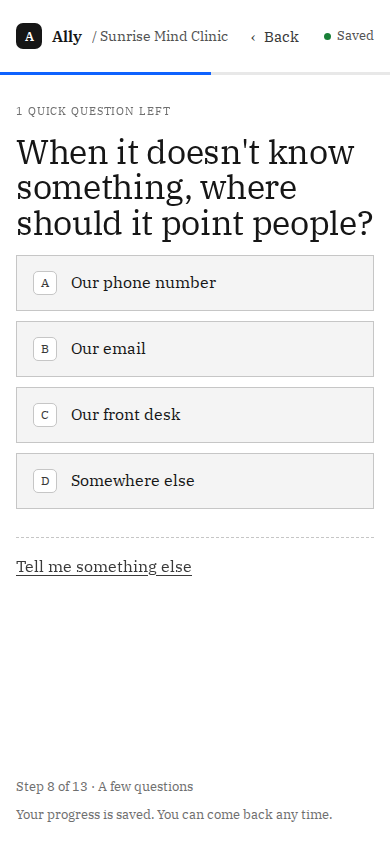 A Ally / Sunrise Mind Clinic ‹ Back Saved
1 QUICK QUESTION LEFT
When it doesn't know
something, where
should it point people?
A Our phone number
B Our email
C Our front desk
D Somewhere else
Tell me something else
Step 8 of 13 · A few questions
Your progress is saved. You can come back any time.